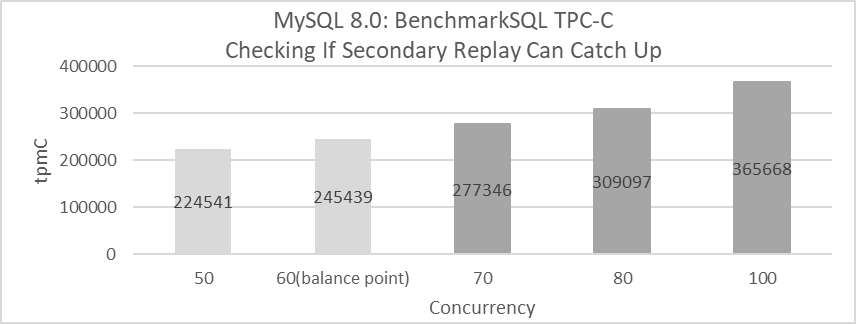 MySQL 8.0: BenchmarkSQL TPC-C
Checking If Secondary Replay Can Catch Up
tpmC
400000
300000
200000
100000
0
224541
245439
277346
309097
365668
50
60(balance point)
70
80
100
Concurrency